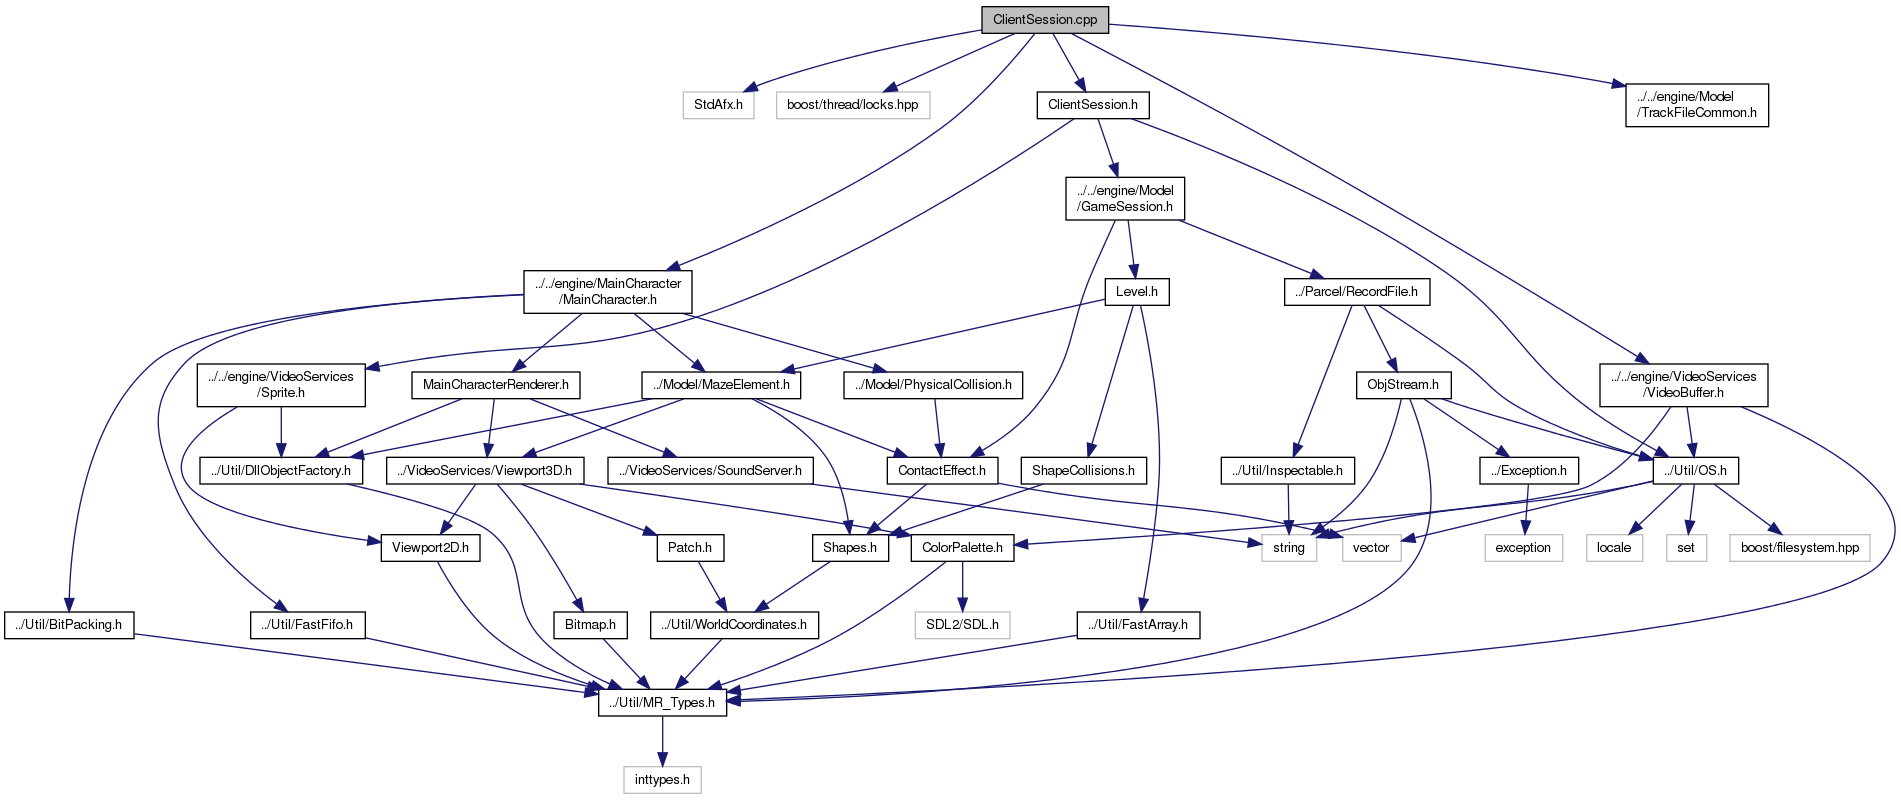 ClientSession.cpp
StdAfx.h
boost/thread/locks.hpp
ClientSession.h
../../engine/Model
/TrackFileCommon.h
../../engine/Model
/GameSession.h
../../engine/MainCharacter
/MainCharacter.h
Level.h
../Parcel/RecordFile.h
../../engine/VideoServices
/Sprite.h
MainCharacterRenderer.h
../Model/MazeElement.h
../Model/PhysicalCollision.h
ObjStream.h
../../engine/VideoServices
/VideoBuffer.h
../Util/DllObjectFactory.h
../VideoServices/Viewport3D.h
../VideoServices/SoundServer.h
ContactEffect.h
ShapeCollisions.h
../Util/Inspectable.h
../Exception.h
../Util/OS.h
Viewport2D.h
Patch.h
Shapes.h
ColorPalette.h
string
vector
exception
locale
set
boost/filesystem.hpp
../Util/BitPacking.h
../Util/FastFifo.h
Bitmap.h
../Util/WorldCoordinates.h
SDL2/SDL.h
../Util/FastArray.h
../Util/MR_Types.h
inttypes.h